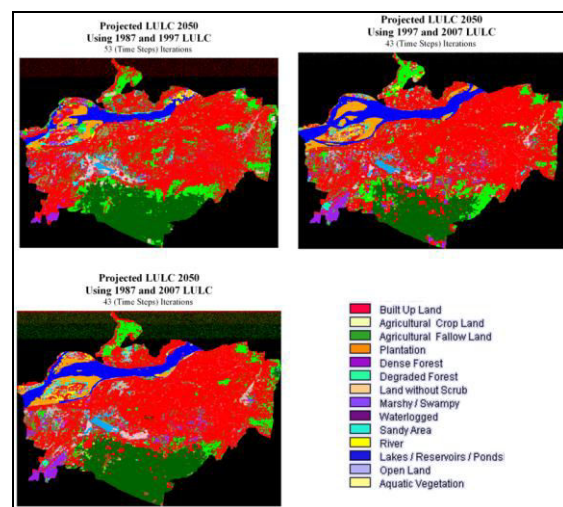 Projected LULC 2050
Using 1987 and 1997 LULC
53 (Time Steps) Iterations
Projected LULC 2050
Using 1997 and 2007 LULC
43 (Time Steps) Iterations
Projected LULC 2050
Using 1987 and 2007 LULC
43 (Time Steps) Iterations
Built Up Land
Agricultural Crop Land
Agricultural Fallow Land
Plantation
Dense Forest
Degraded Forest
Land without Scrub
Marshy / Swampy
Waterlogged
Sandy Area
River
Lakes / Reservoirs / Ponds
Open Land
Aquatic Vegetation